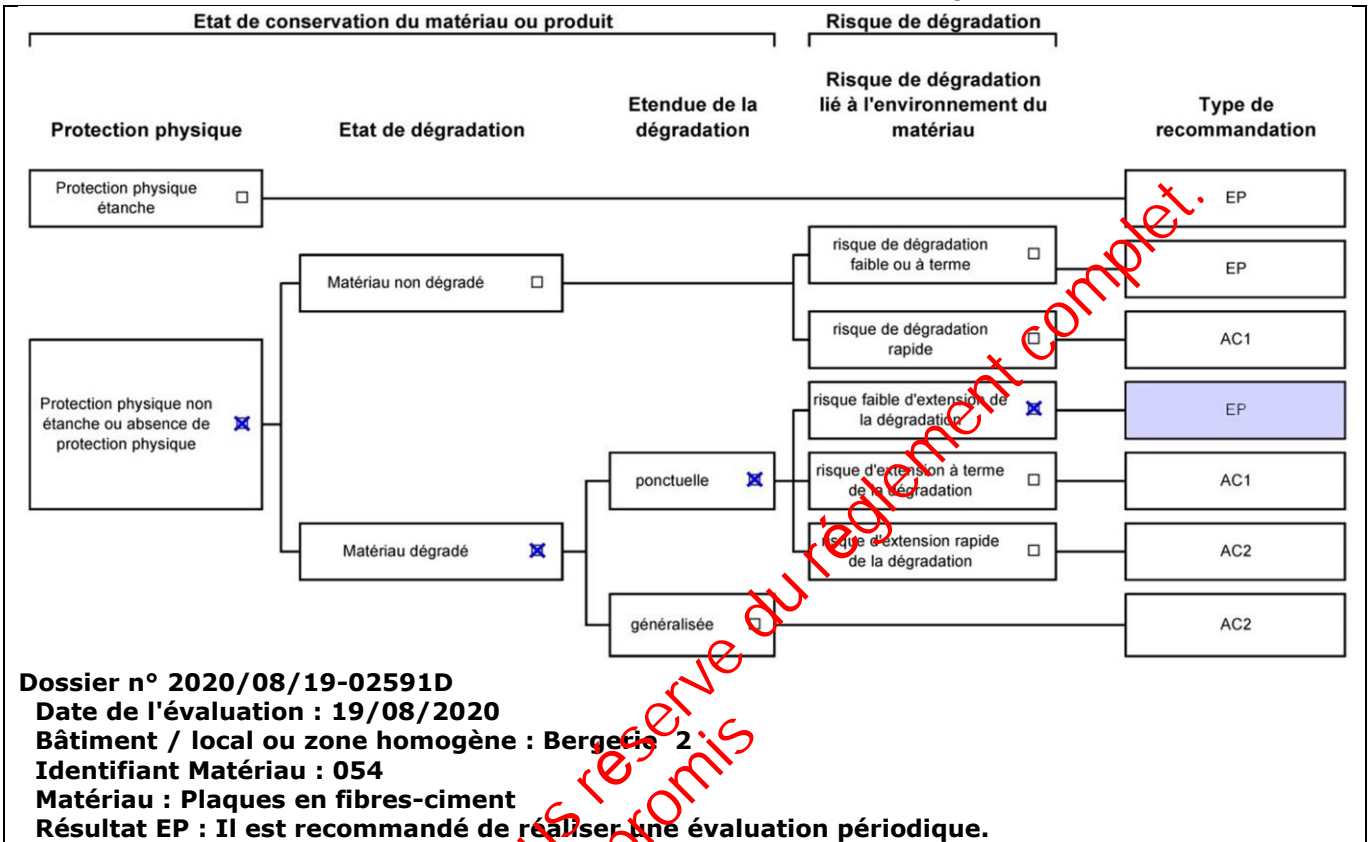 Etat de conservation du matériau ou produit
Risque de dégradation
Protection physique
Etat de dégradation
Etendue de la
dégradation
Risque de dégradation
lié à l'environnement du
matériau
Type de
recommandation
Protection physique
étanche
EP
risque de dégradation
faible ou à terme
EP
Matériau non dégradé
risque de dégradation
rapide
AC1
Protection physique non
étanche ou absence de
protection physique
risque faible d'extension de
la dégradation
EP
ponctuelle
risque d'extension à terme
de la dégradation
AC1
Matériau dégradé
risque d'extension rapide
de la dégradation
AC2
généralisée
AC2
Dossier n° 2020/08/19-02591D
Date de l'évaluation : 19/08/2020
Bâtiment / local ou zone homogène : Bergerie 2
Identifiant Matériau : 054
Matériau : Plaques en fibres-ciment
Résultat EP : Il est recommandé de réaliser une évaluation périodique.
réserve du réglement complet.